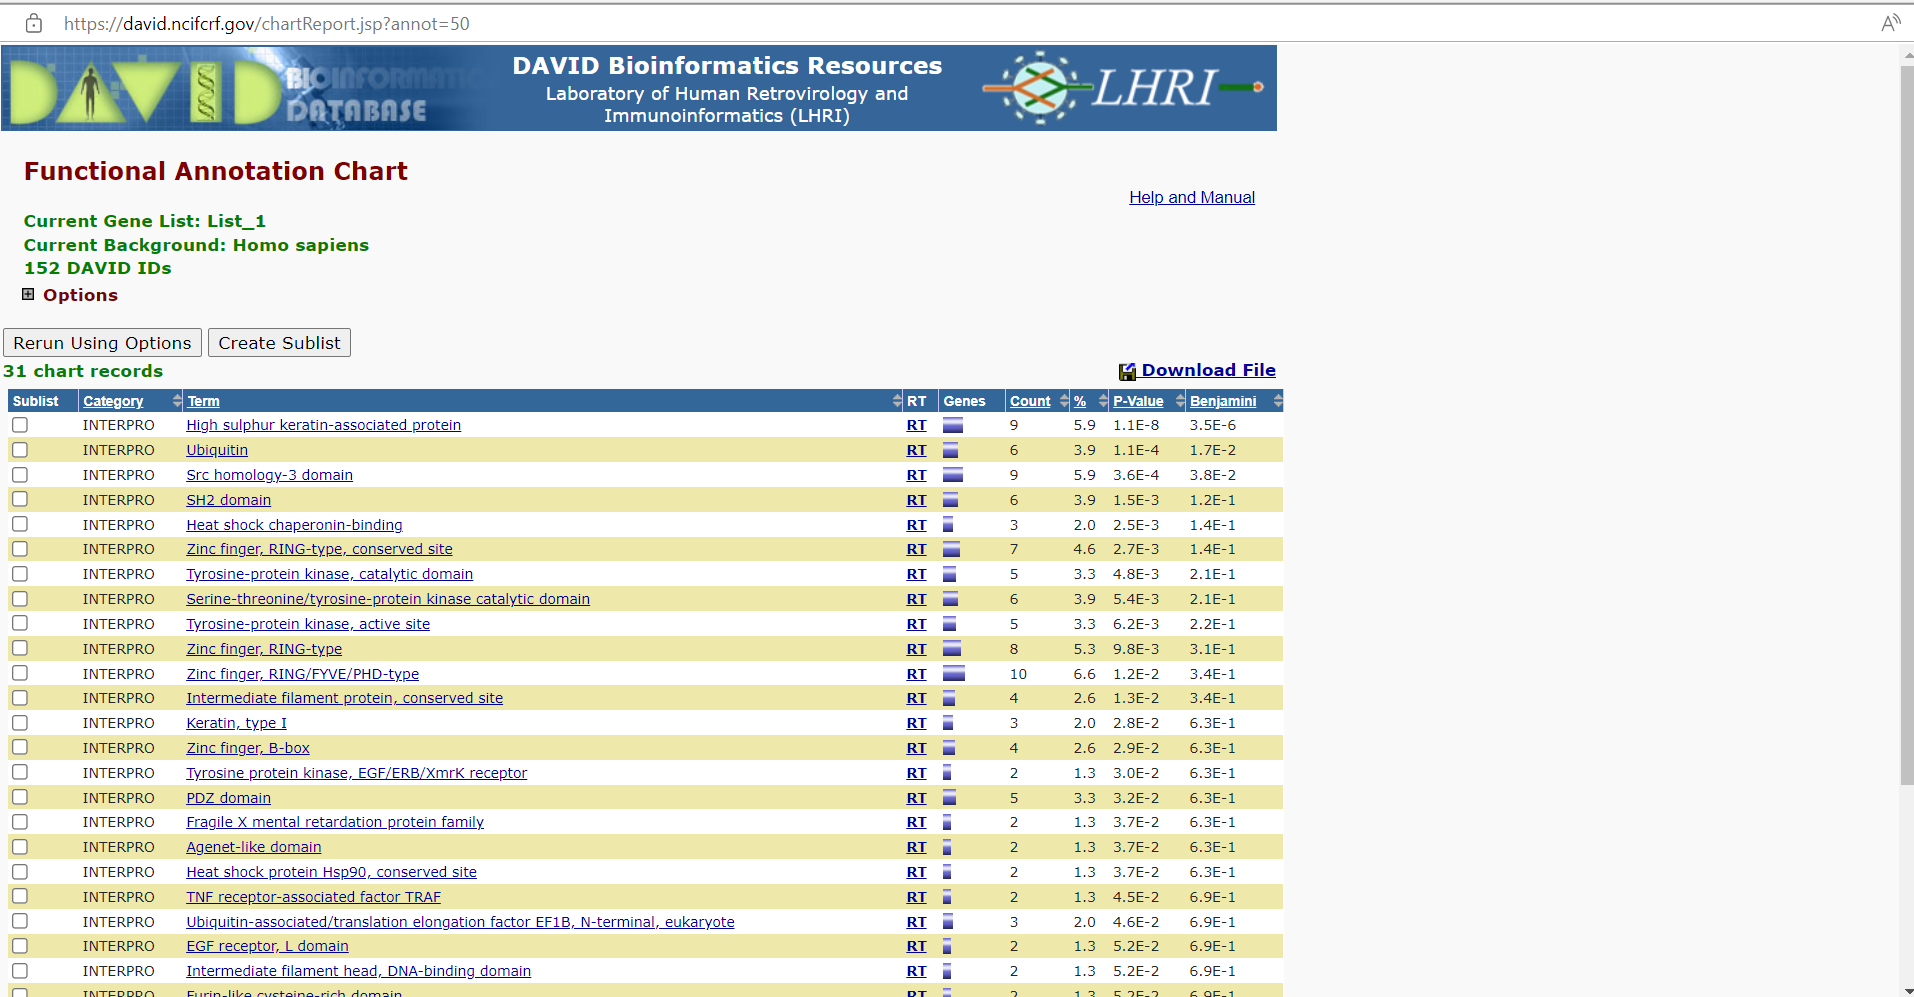 https://david.ncifcrf.gov/chartReport.jsp?annot=50
DAVID BIOINFORMATIC
DATABASE
DAVID Bioinformatics Resources
Laboratory of Human Retrovirology and
Immunoinformatics (LHRI)
LHRI
Functional Annotation Chart
Help and Manual
Current Gene List: List_1
Current Background: Homo sapiens
152 DAVID IDs
Options
Rerun Using Options Create Sublist
31 chart records Download File
Sublist Category Term RT Genes Count % P-Value Benjamini
INTERPRO High sulphur keratin-associated protein RT 9 5.9 1.1E-8 3.5E-6
INTERPRO Ubiquitin RT 6 3.9 1.1E-4 1.7E-2
INTERPRO Src homology-3 domain RT 9 5.9 3.6E-4 3.8E-2
INTERPRO SH2 domain RT 6 3.9 1.5E-3 1.2E-1
INTERPRO Heat shock chaperonin-binding RT 3 2.0 2.5E-3 1.4E-1
INTERPRO Zinc finger, RING-type, conserved site RT 7 4.6 2.7E-3 1.4E-1
INTERPRO Tyrosine-protein kinase, catalytic domain RT 5 3.3 4.8E-3 2.1E-1
INTERPRO Serine-threonine/tyrosine-protein kinase catalytic domain RT 6 3.9 5.4E-3 2.1E-1
INTERPRO Tyrosine-protein kinase, active site RT 5 3.3 6.2E-3 2.2E-1
INTERPRO Zinc finger, RING-type RT 8 5.3 9.8E-3 3.1E-1
INTERPRO Zinc finger, RING/FYVE/PHD-type RT 10 6.6 1.2E-2 3.4E-1
INTERPRO Intermediate filament protein, conserved site RT 4 2.6 1.3E-2 3.4E-1
INTERPRO Keratin, type I RT 3 2.0 2.8E-2 6.3E-1
INTERPRO Zinc finger, B-box RT 4 2.6 2.9E-2 6.3E-1
INTERPRO Tyrosine protein kinase, EGF/ERB/XmrK receptor RT 2 1.3 3.0E-2 6.3E-1
INTERPRO PDZ domain RT 5 3.3 3.2E-2 6.3E-1
INTERPRO Fragile X mental retardation protein family RT 2 1.3 3.7E-2 6.3E-1
INTERPRO Agenet-like domain RT 2 1.3 3.7E-2 6.3E-1
INTERPRO Heat shock protein Hsp90, conserved site RT 2 1.3 3.7E-2 6.3E-1
INTERPRO TNF receptor-associated factor TRAF RT 2 1.3 4.5E-2 6.9E-1
INTERPRO Ubiquitin-associated/translation elongation factor EF1B, N-terminal, eukaryote RT 3 2.0 4.6E-2 6.9E-1
INTERPRO EGF receptor, L domain RT 2 1.3 5.2E-2 6.9E-1
INTERPRO Intermediate filament head, DNA-binding domain RT 2 1.3 5.2E-2 6.9E-1
INTERPRO Furin-like cysteine-rich domain RT 2 1.3 5.2E-2 6.9E-1